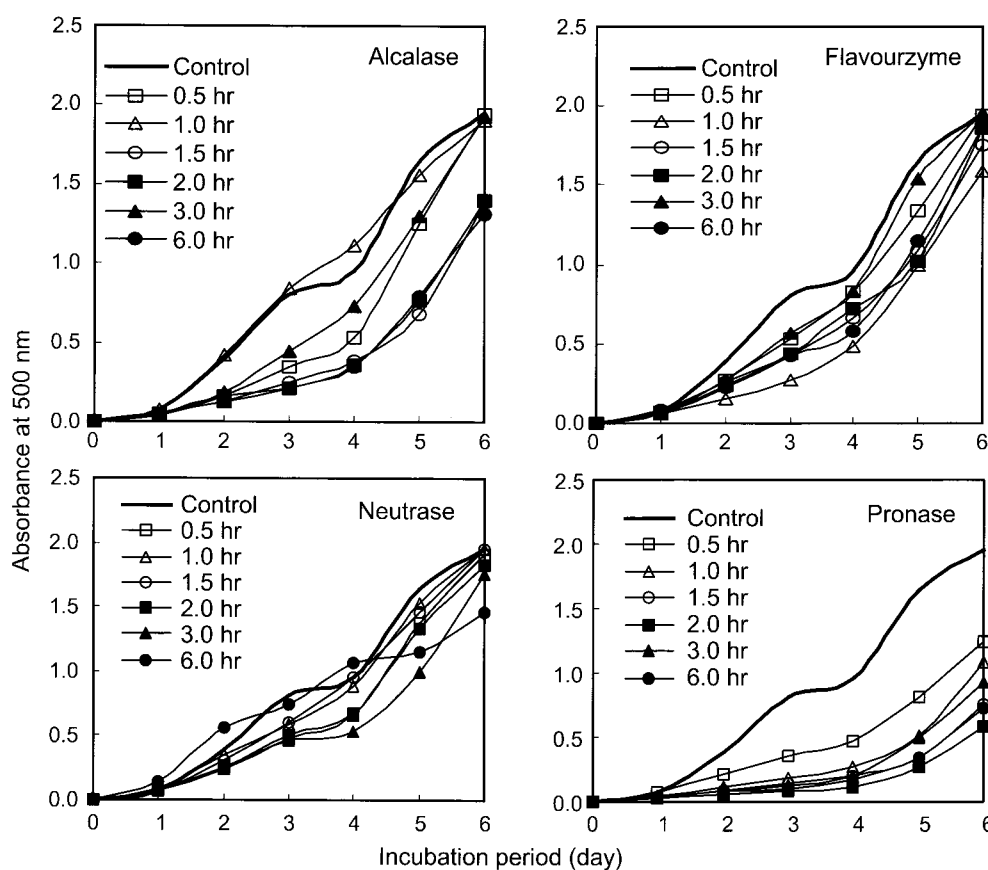 Absorbance at 500 nm
2.5
2.0
1.5
1.0
0.5
0.0
Alcalase
Control
0.5 hr
1.0 hr
1.5 hr
2.0 hr
3.0 hr
6.0 hr
0 1 2 3 4 5 6
2.5
2.0
1.5
1.0
0.5
0.0
Flavourzyme
Control
0.5 hr
1.0 hr
1.5 hr
2.0 hr
3.0 hr
6.0 hr
0 1 2 3 4 5 6
2.5
2.0
1.5
1.0
0.5
0.0
Neutrase
Control
0.5 hr
1.0 hr
1.5 hr
2.0 hr
3.0 hr
6.0 hr
0 1 2 3 4 5 6
2.5
2.0
1.5
1.0
0.5
0.0
Pronase
Control
0.5 hr
1.0 hr
1.5 hr
2.0 hr
3.0 hr
6.0 hr
0 1 2 3 4 5 6
Incubation period (day)